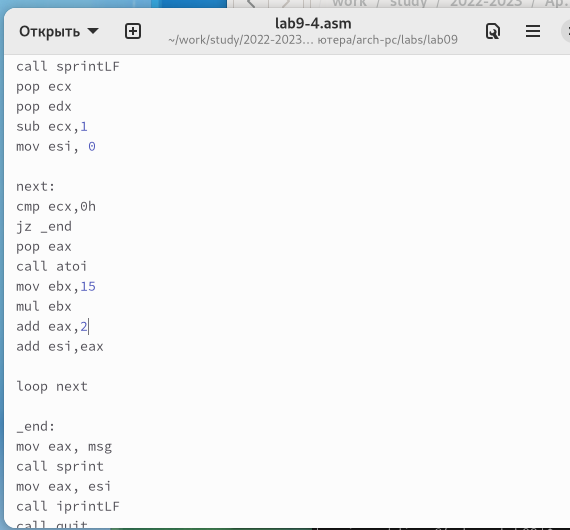 work / study / 2022-2023 / Ap
Открыть
lab9-4.asm
~/work/study/2022-2023… ютера/arch-pc/labs/lab09
call sprintLF
pop ecx
pop edx
sub ecx,1
mov esi, 0
next:
cmp ecx,0h
jz _end
pop eax
call atoi
mov ebx,15
mul ebx
add eax,2
add esi,eax
loop next
_end:
mov eax, msg
call sprint
mov eax, esi
call iprintLF
call quit